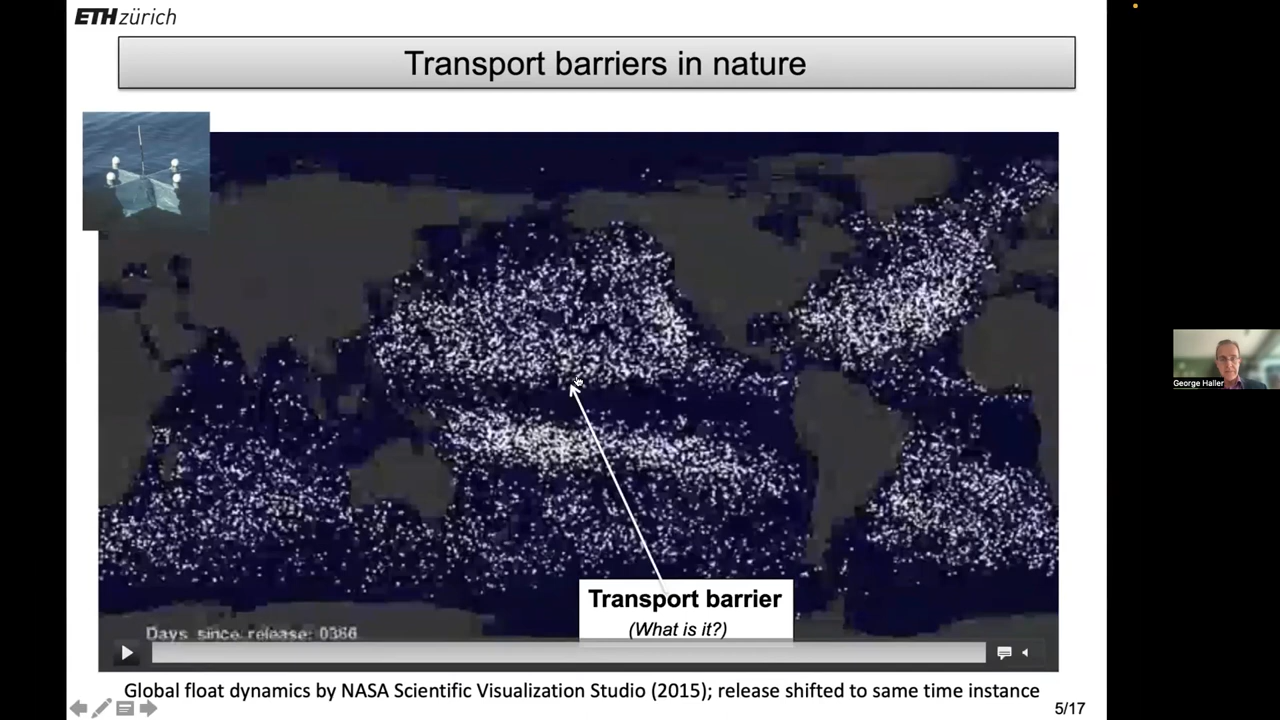 ETH zürich
Transport barriers in nature
George Haller
Transport barrier
(What is it?)
Days since release: 0366
Global float dynamics by NASA Scientific Visualization Studio (2015); release shifted to same time instance
5/17